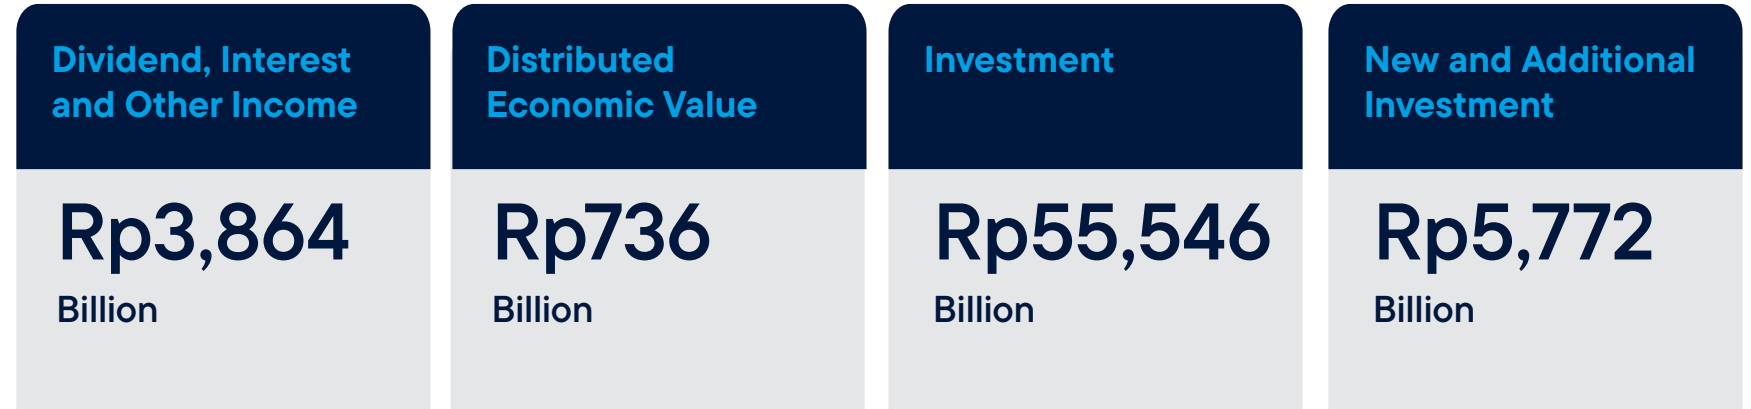 Dividend, Interest
and Other Income
Rp3,864
Billion
Distributed
Economic Value
Rp736
Billion
Investment
Rp55,546
Billion
New and Additional
Investment
Rp5,772
Billion